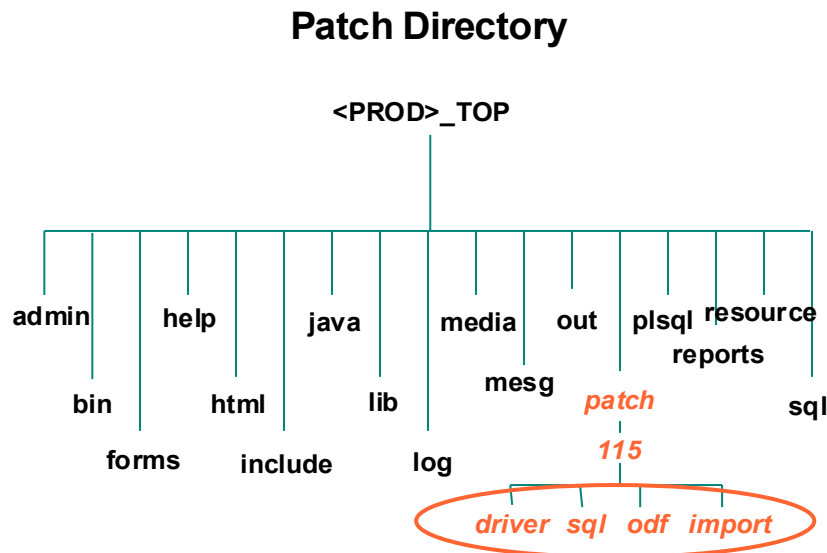 Patch Directory
<PROD>_TOP
admin
help
java
media
out
plsql
resource
reports
bin
html
lib
mesg
patch
sql
forms
include
log
115
driver sql odf import